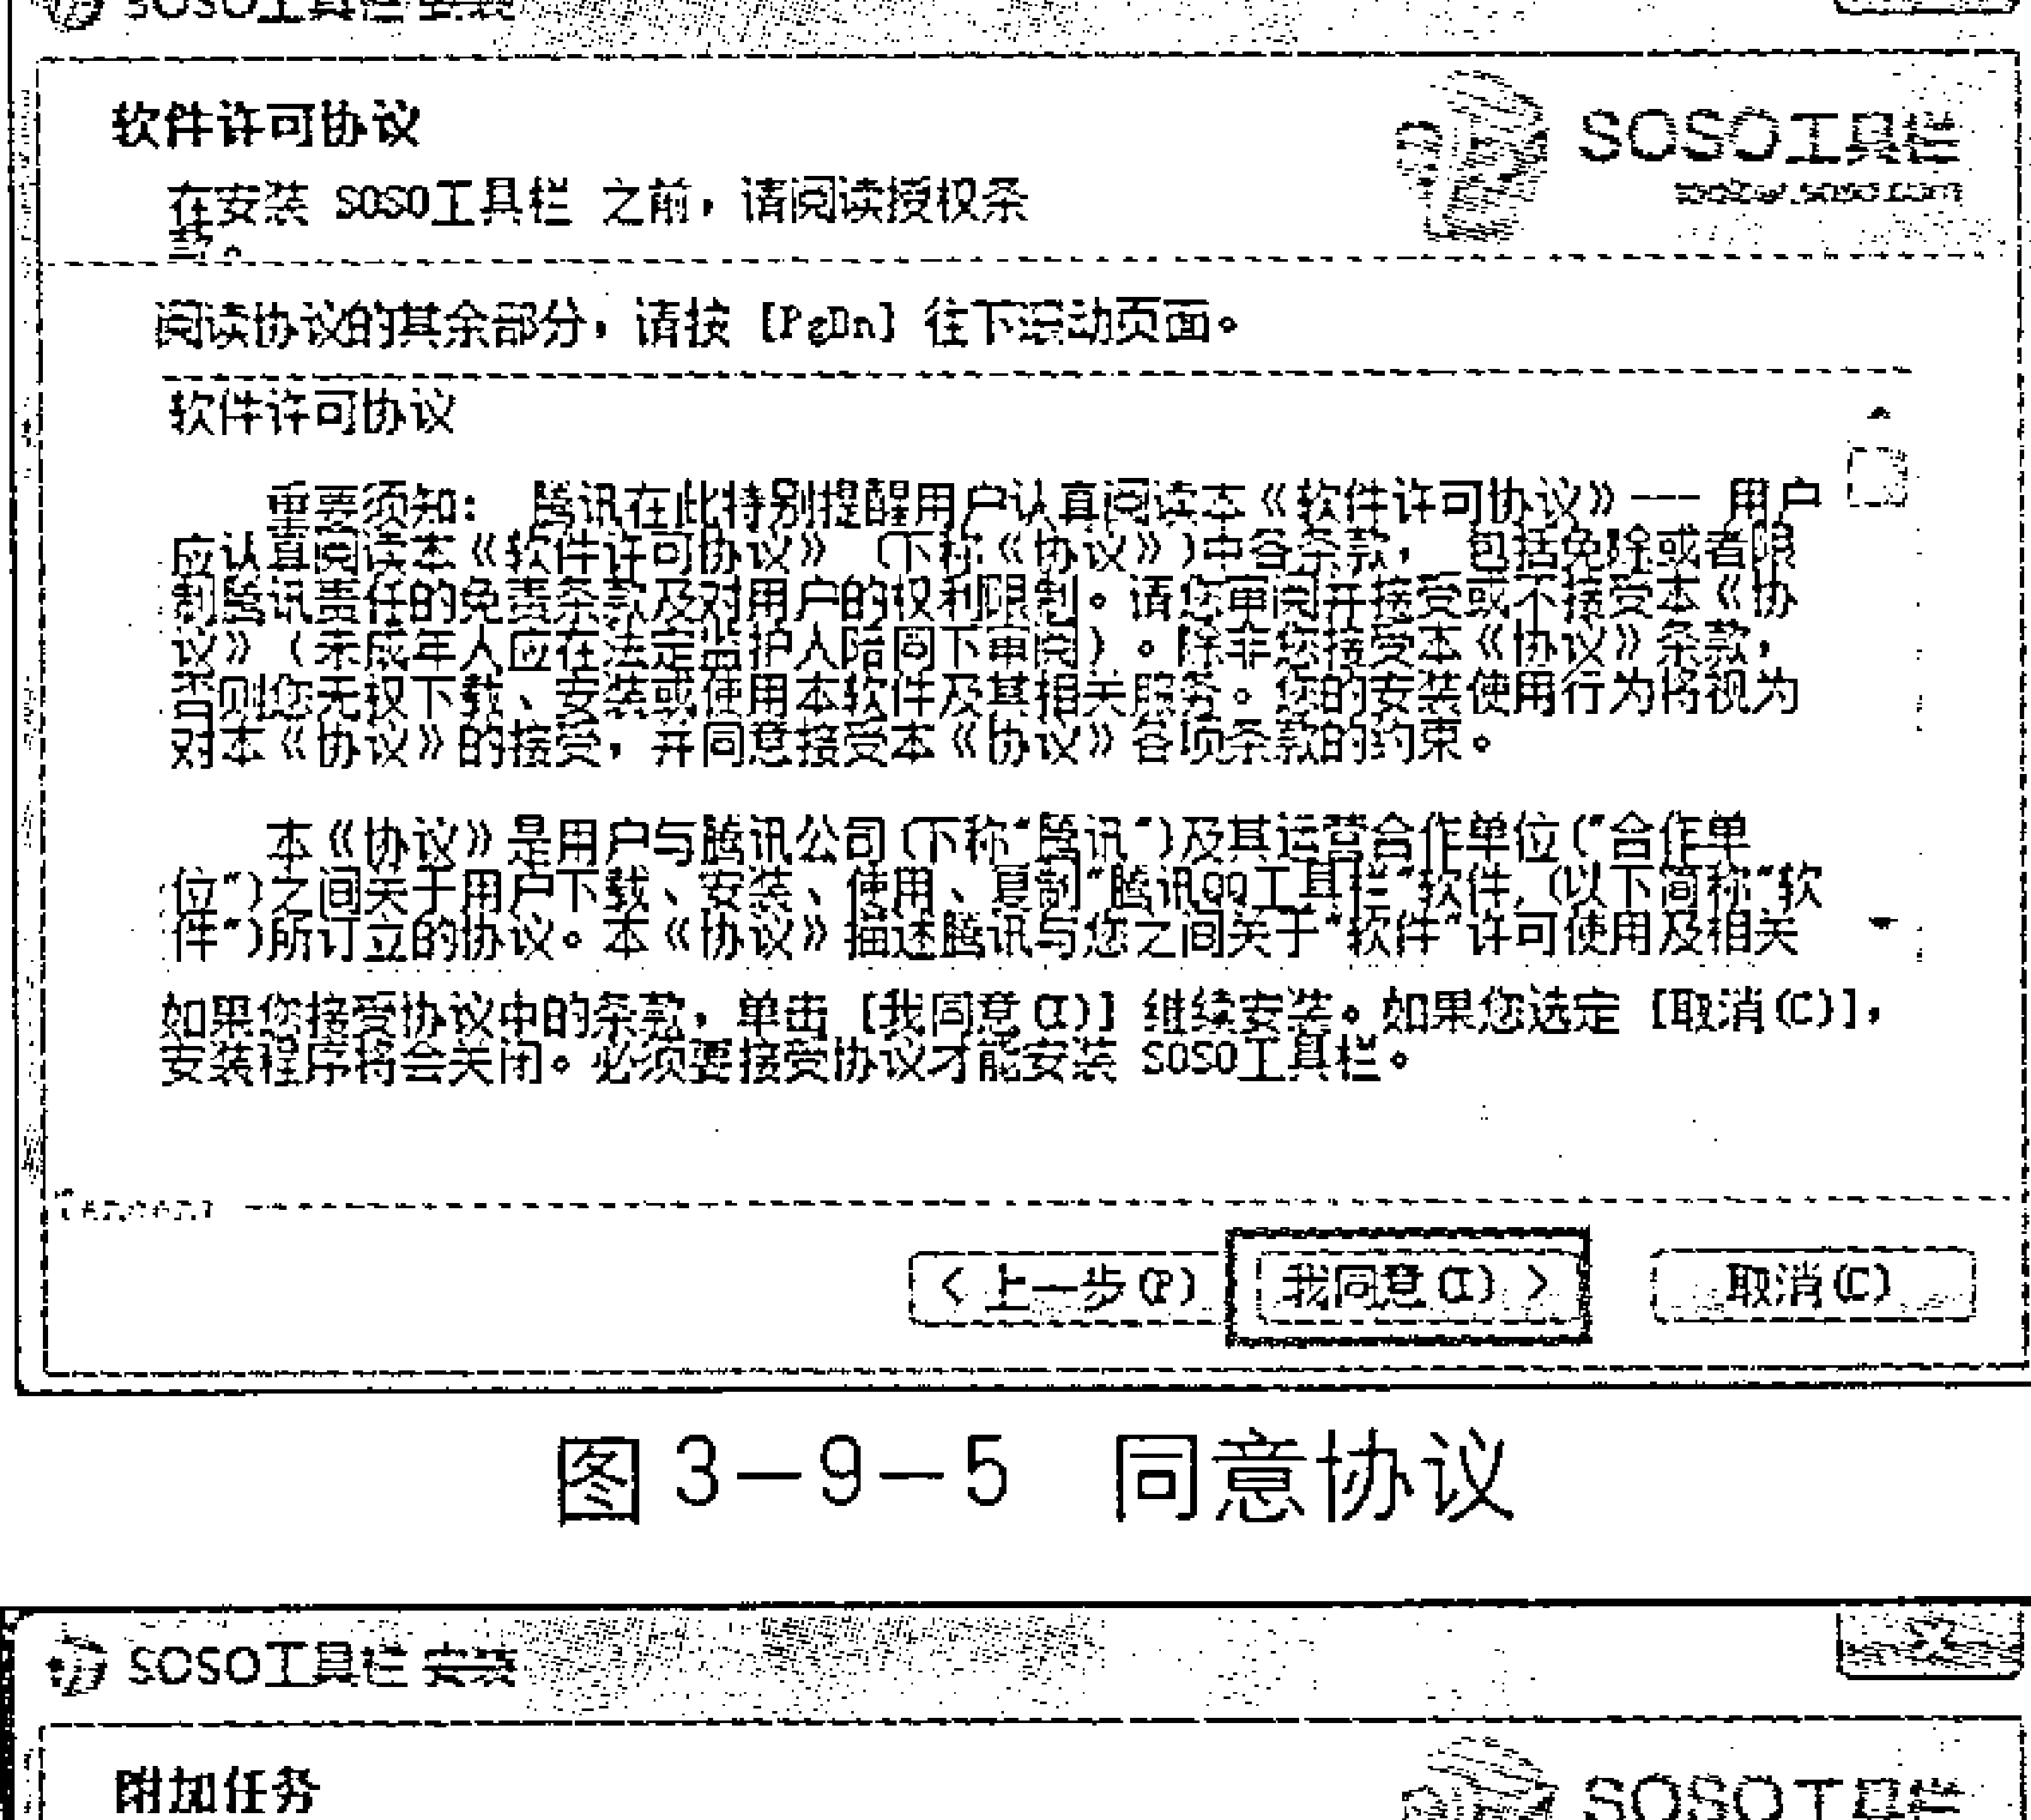 SOSO工具栏 安装
软件许可协议
SOSO工具栏
在安装 SOSO工具栏 之前，请阅读授权条
款。
阅读协议的其余部分，请按 [PgDn] 往下滚动页面。
软件许可协议
重要须知： 腾讯在此特别提醒用户认真阅读本《软件许可协议》--- 用户
应认真阅读本《软件许可协议》（下称《协议》)中各条款， 包括免除或者限
制腾讯责任的免责条款及对用户的权利限制。请您审阅并接受或不接受本《协
议》（未成年人应在法定监护人陪同下审阅）。除非您接受本《协议》条款，
否则您无权下载、安装或使用本软件及其相关服务。您的安装使用行为将视为
对本《协议》的接受，并同意接受本《协议》各项条款的约束。
本《协议》是用户与腾讯公司(下称"腾讯")及其运营合作单位("合作单
位")之间关于用户下载、安装、使用、复制"腾讯QQ工具栏"软件，(以下简称"软
件")所订立的协议。本《协议》描述腾讯与您之间关于"软件"许可使用及相关
如果您接受协议中的条款，单击 [我同意(I)] 继续安装。如果您选定 [取消(C)]，
安装程序将会关闭。必须要接受协议才能安装 SOSO工具栏。
< 上一步(P) 我同意(I) > 取消(C)
图 3－9－5 同意协议
SOSO工具栏 安装
附加任务
SOSO工具栏